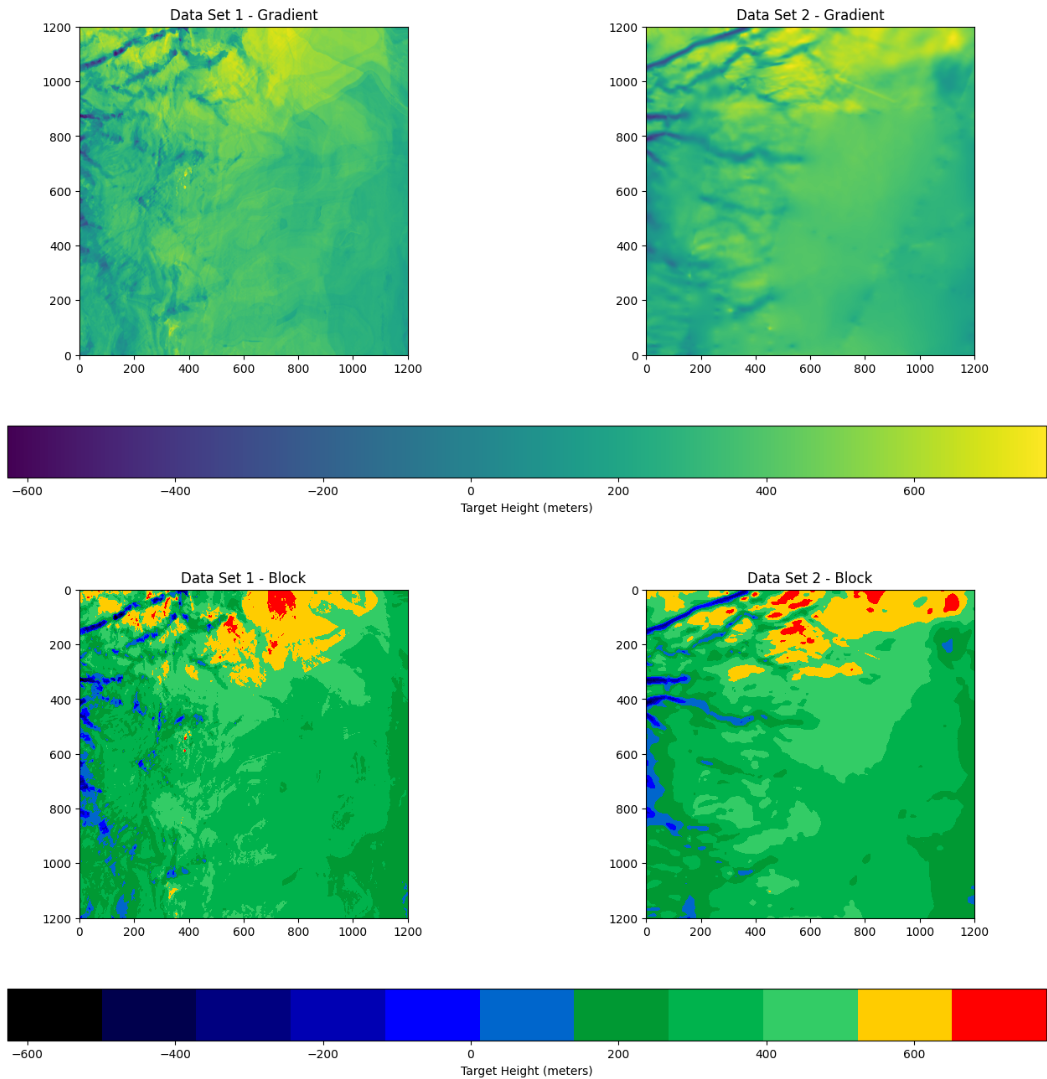 Data Set 1 - Gradient
Data Set 2 - Gradient
1200
1000
800
600
400
200
0
0 200 400 600 800 1000 1200
1200
1000
800
600
400
200
0
0 200 400 600 800 1000 1200
−600 −400 −200 0 200 400 600
Target Height (meters)
Data Set 1 - Block
Data Set 2 - Block
0
200
400
600
800
1000
1200
0 200 400 600 800 1000 1200
0
200
400
600
800
1000
1200
0 200 400 600 800 1000 1200
−600 −400 −200 0 200 400 600
Target Height (meters)